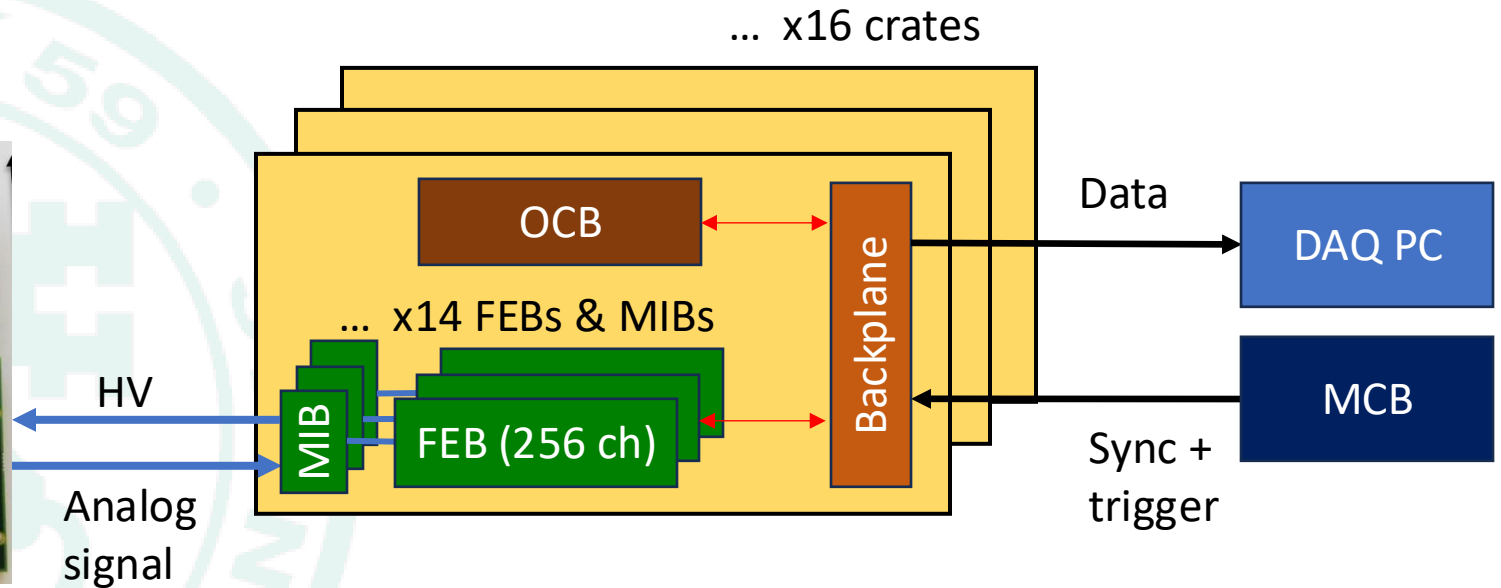 ... x16 crates
59
OCB
Backplane
Data
DAQ PC
... x14 FEBs & MIBs
HV
MIB
FEB (256 ch)
MCB
Analog
signal
Sync +
trigger